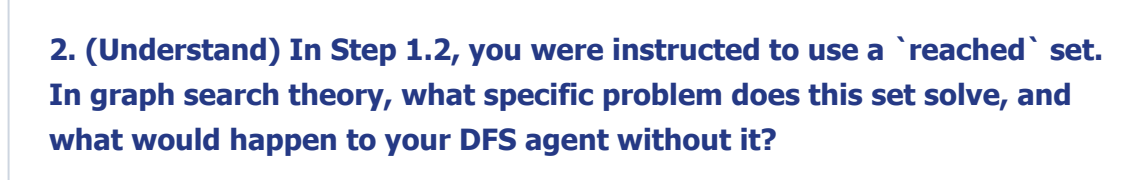 2. (Understand) In Step 1.2, you were instructed to use a `reached` set.
In graph search theory, what specific problem does this set solve, and
what would happen to your DFS agent without it?